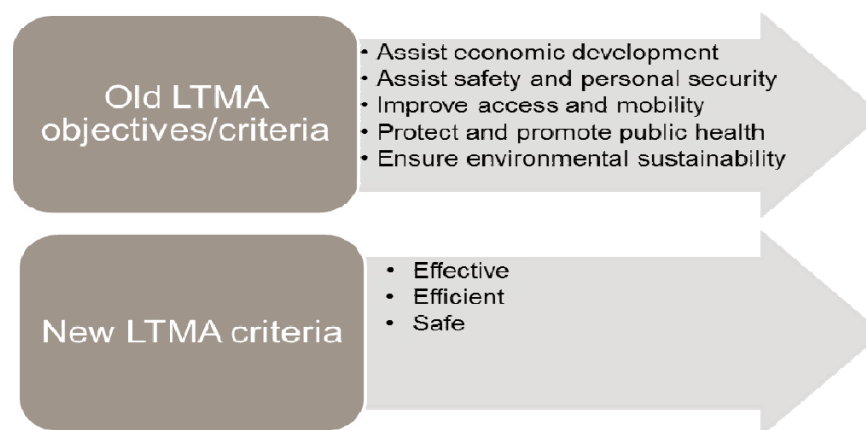 Old LTMA
objectives/criteria
• Assist economic development
• Assist safety and personal security
• Improve access and mobility
• Protect and promote public health
• Ensure environmental sustainability
New LTMA criteria
• Effective
• Efficient
• Safe